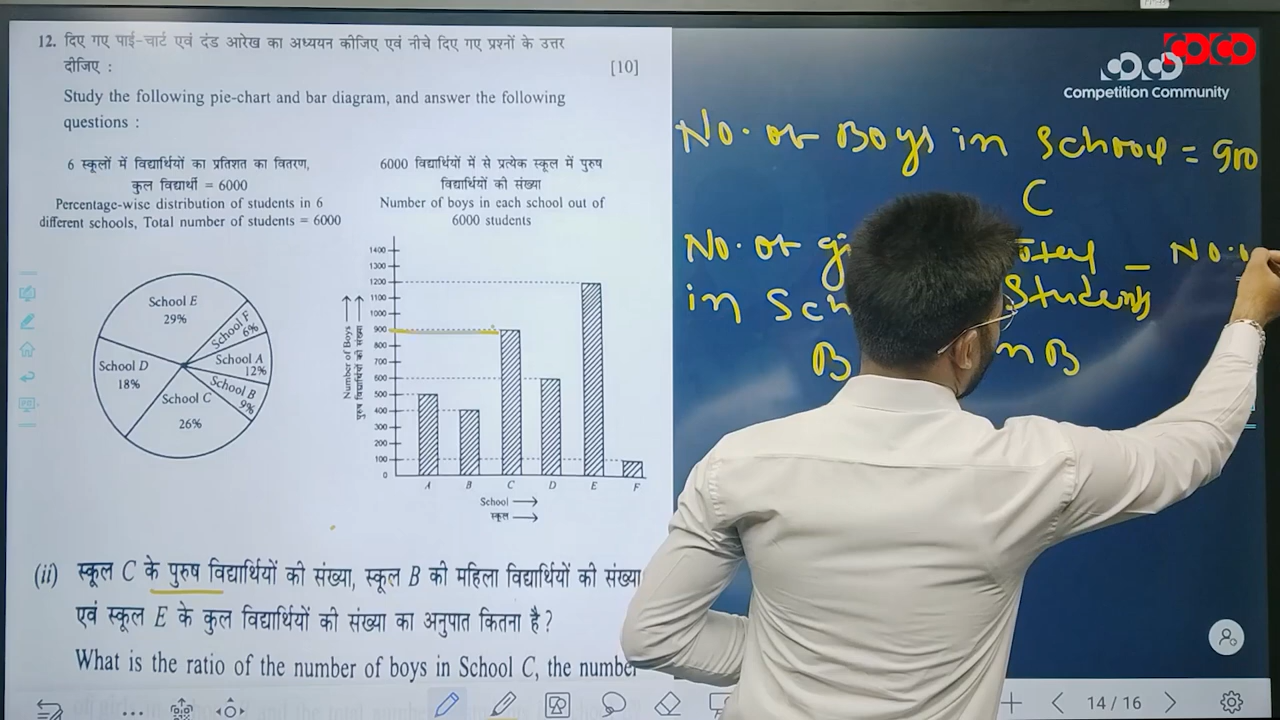 12. दिए गए पाई-चार्ट एवं दंड आरेख का अध्ययन कीजिए एवं नीचे दिए गए प्रश्नों के उत्तर
दीजिए : [10]
Study the following pie-chart and bar diagram, and answer the following
questions :
6 स्कूलों में विद्यार्थियों का प्रतिशत का वितरण,
कुल विद्यार्थी = 6000
Percentage-wise distribution of students in 6
different schools, Total number of students = 6000
School E
29%
School F
6%
School A
12%
School B
9%
School C
26%
School D
18%
6000 विद्यार्थियों में से प्रत्येक स्कूल में पुरुष
विद्यार्थियों की संख्या
Number of boys in each school out of
6000 students
1400
1300
1200
1100
1000
900
800
700
600
500
400
300
200
100
0
Number of Boys
पुरुष विद्यार्थियों की संख्या
A B C D E F
School
स्कूल
(ii) स्कूल C के पुरुष विद्यार्थियों की संख्या, स्कूल B की महिला विद्यार्थियों की संख्या
एवं स्कूल E के कुल विद्यार्थियों की संख्या का अनुपात कितना है ?
What is the ratio of the number of boys in School C, the number
COCO
COCO
Competition Community
No. of Boys in School = 900
C
No. of
in Students
B B
14 / 16